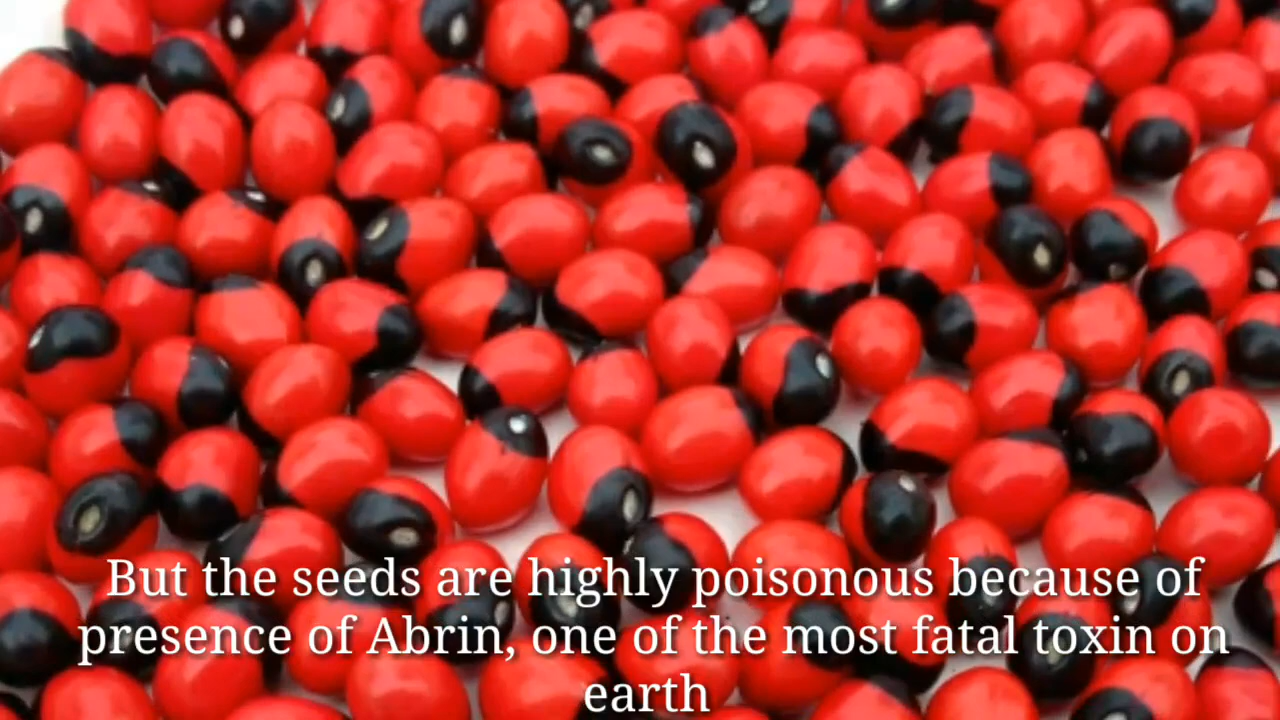 But the seeds are highly poisonous because of
presence of Abrin, one of the most fatal toxin on
earth